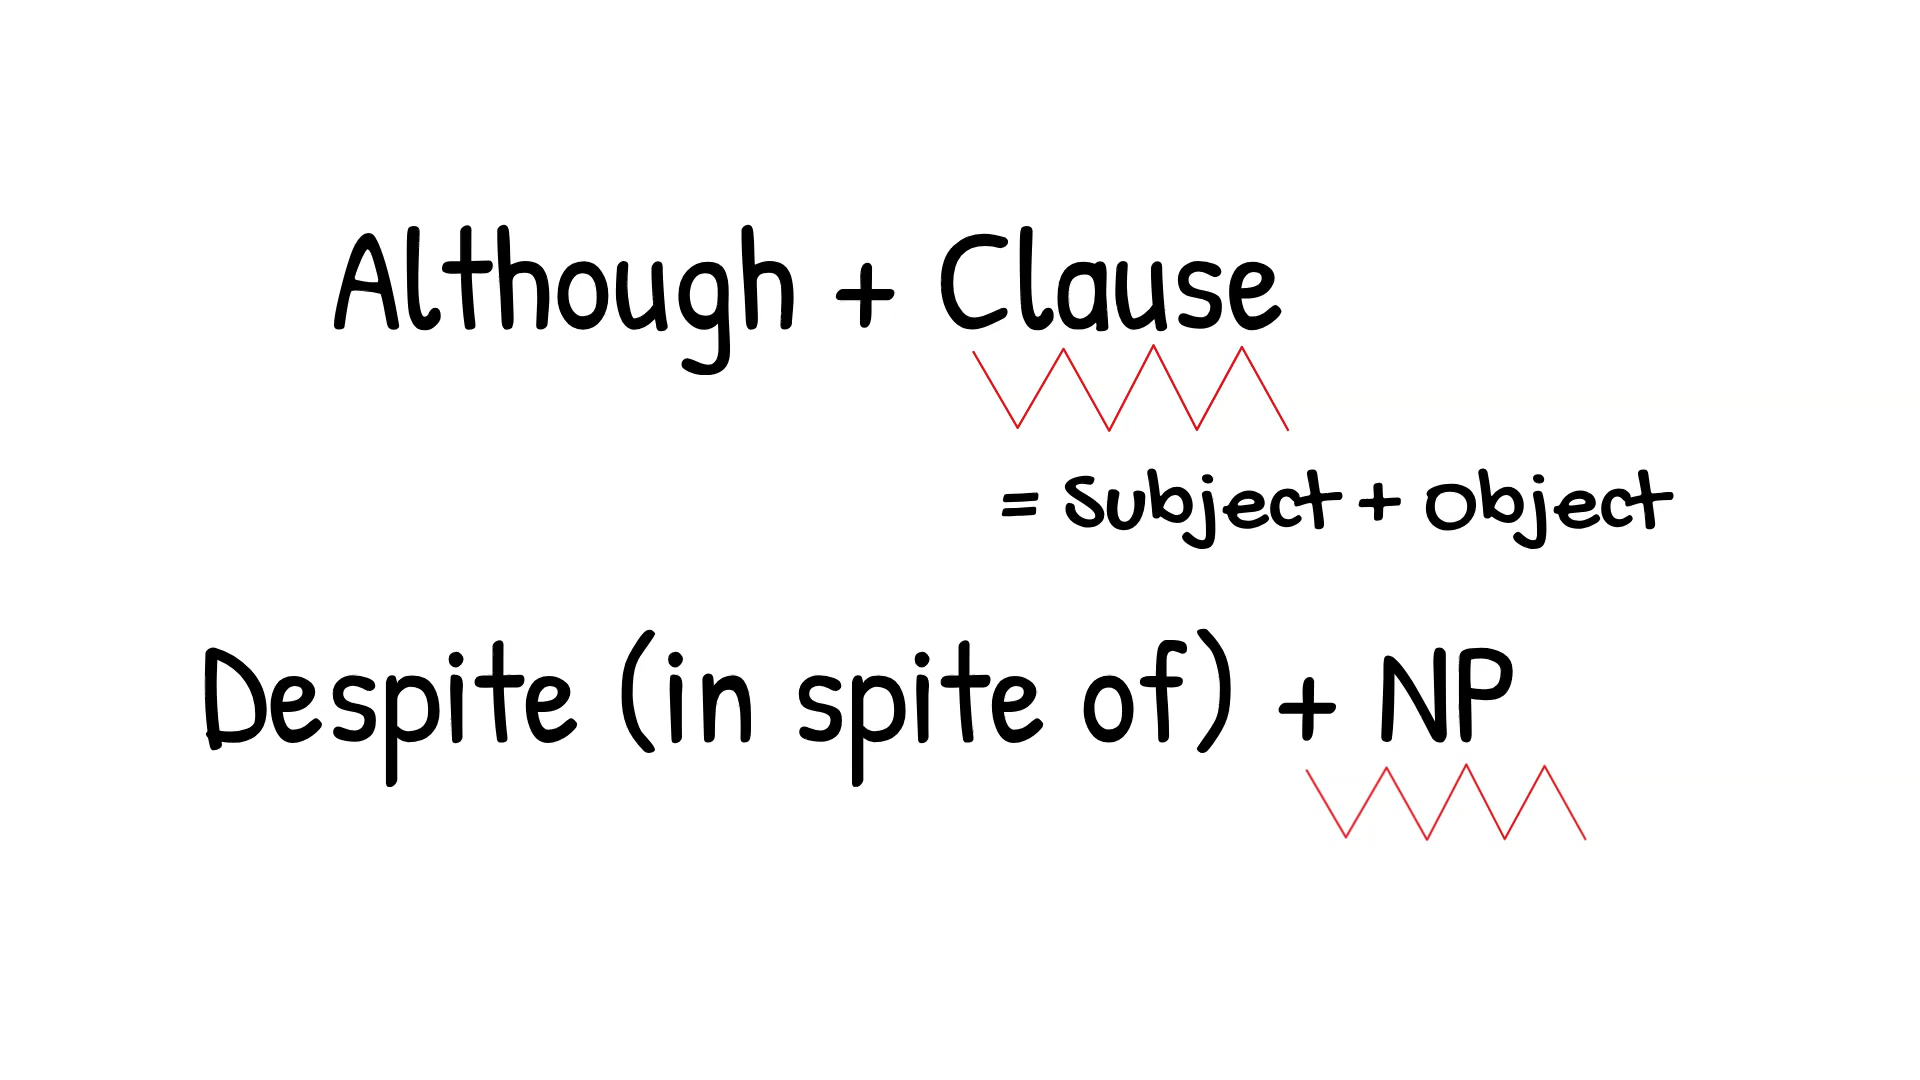 Although + Clause
= Subject + Object
Despite (in spite of) + NP